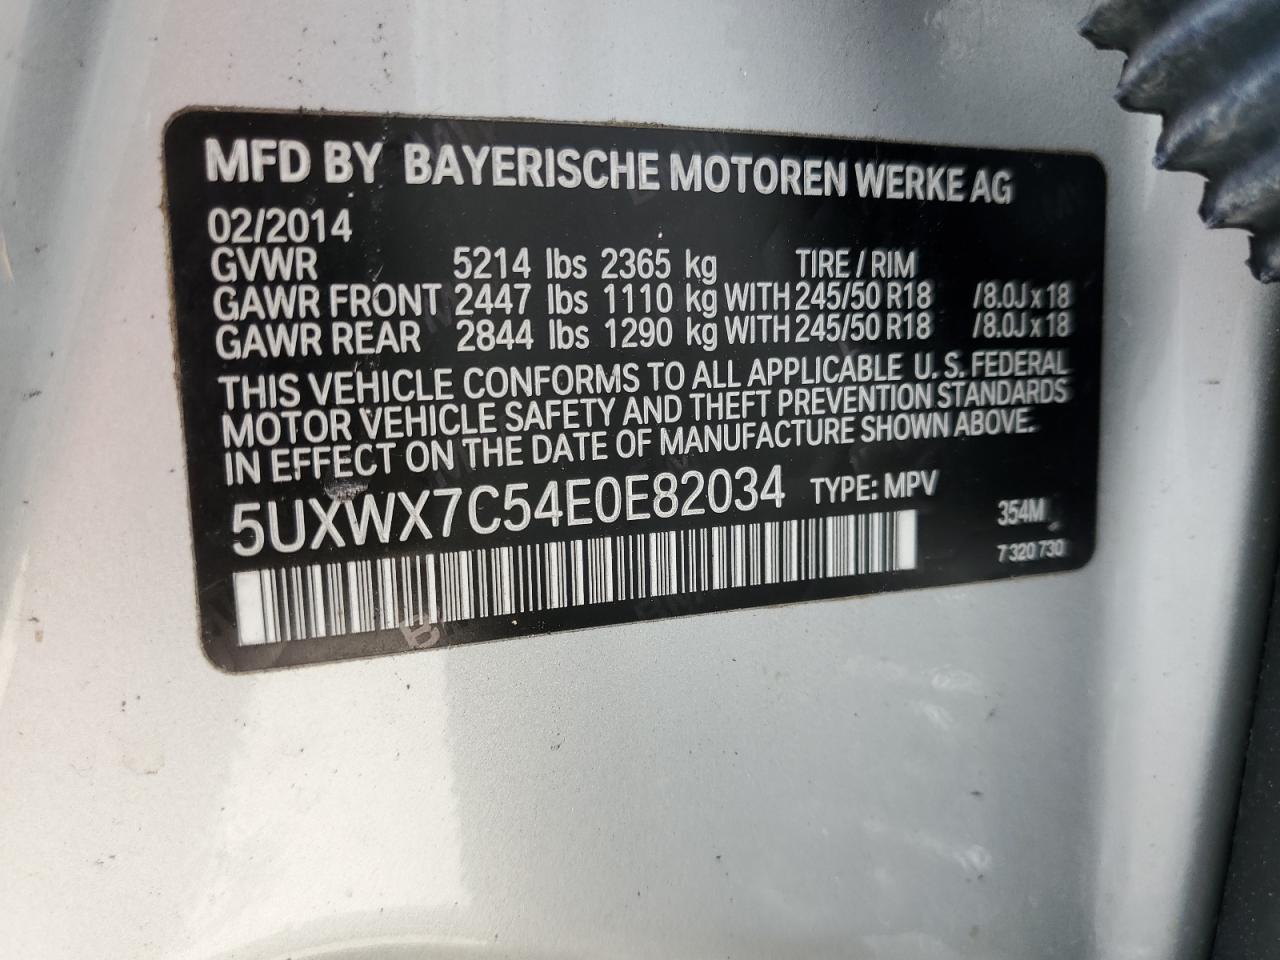 MFD BY BAYERISCHE MOTOREN WERKE AG
02/2014
GVWR 5214 lbs 2365 kg TIRE / RIM
GAWR FRONT 2447 lbs 1110 kg WITH 245/50 R18 /8.0J x 18
GAWR REAR 2844 lbs 1290 kg WITH 245/50 R18 /8.0J x 18
THIS VEHICLE CONFORMS TO ALL APPLICABLE U. S. FEDERAL
MOTOR VEHICLE SAFETY AND THEFT PREVENTION STANDARDS
IN EFFECT ON THE DATE OF MANUFACTURE SHOWN ABOVE.
5UXWX7C54E0E82034 TYPE: MPV
354M
7 320 730